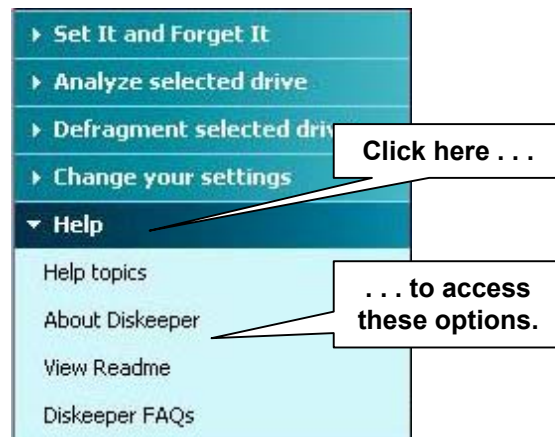 Set It and Forget It
Analyze selected drive
Defragment selected driv
Click here . . .
Change your settings
Help
Help topics
. . . to access
these options.
About Diskeeper
View Readme
Diskeeper FAQs